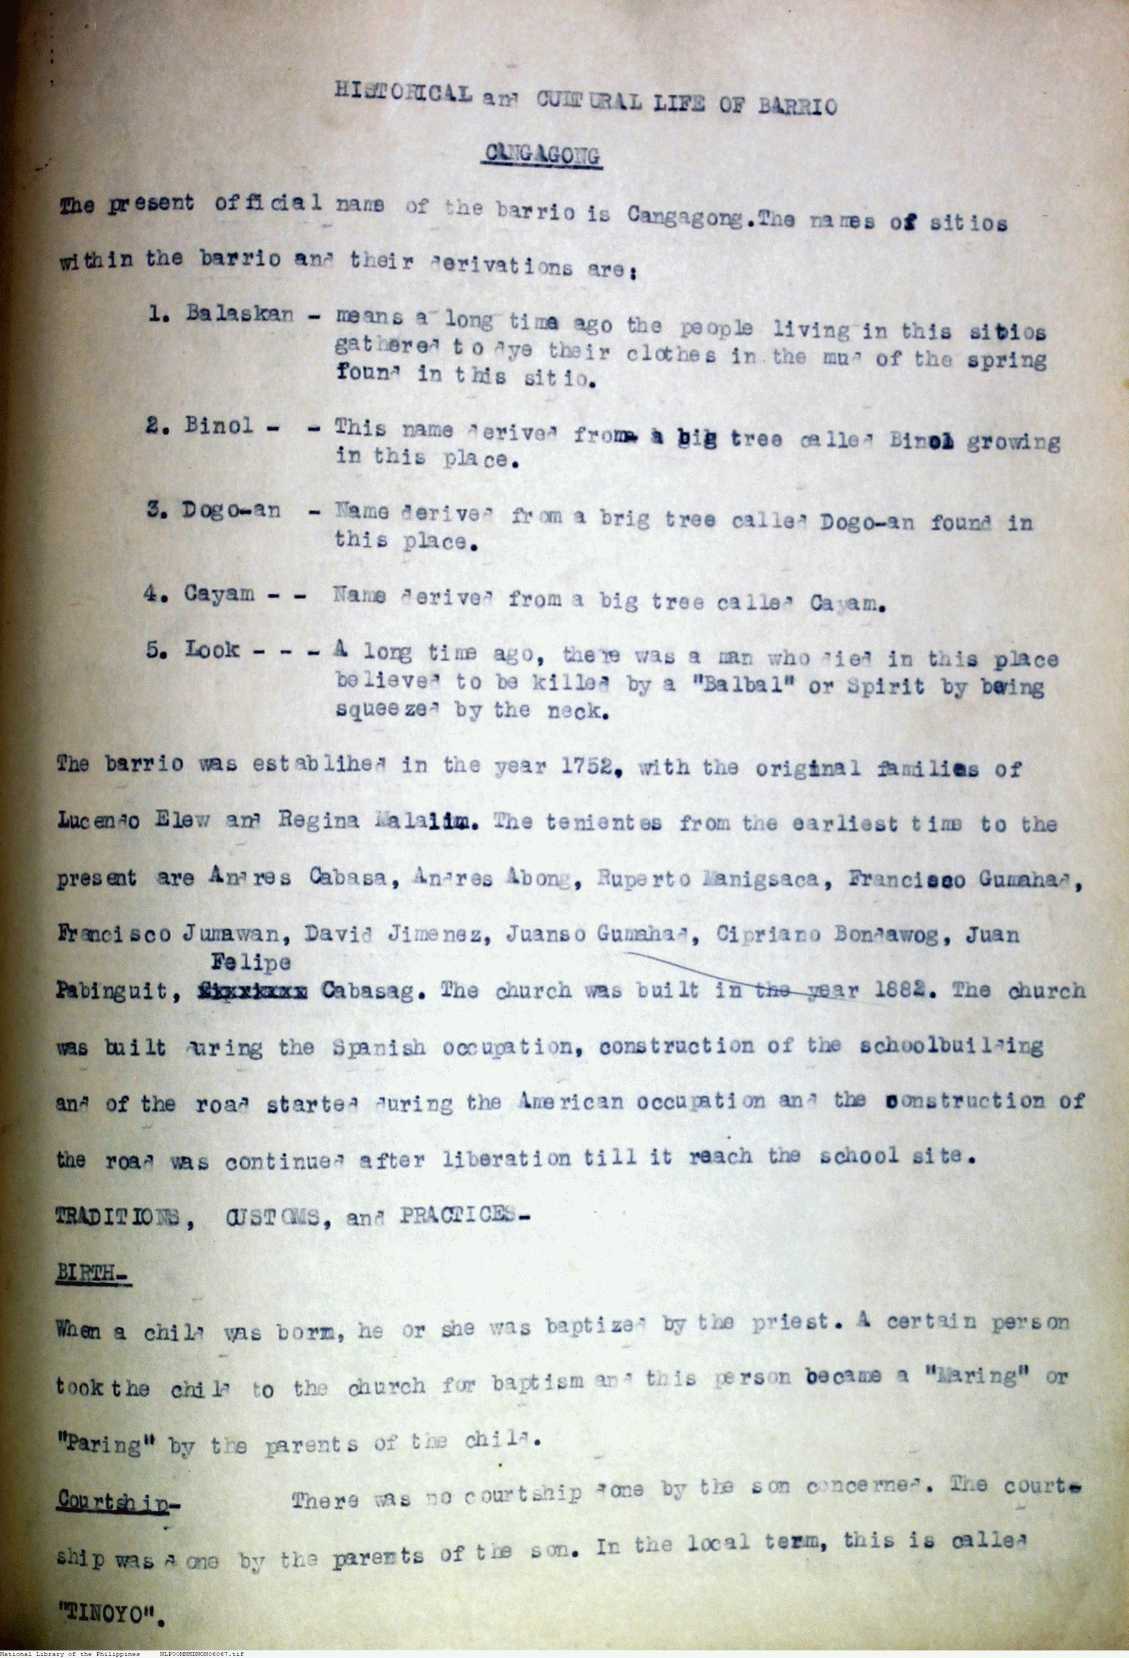 HISTORICAL and CULTURAL LIFE OF BARRIO
CANGAGONG
The present official name of the barrio is Cangagong.The names of sitios
within the barrio and their derivations are:
1. Balaskan - means a long time ago the people living in this sitios
gathered to dye their clothes in the mud of the spring
found in this sitio.
2. Binol - - This name derived from a big tree called Binol growing
in this place.
3. Dogo-an - Name derived from a brig tree called Dogo-an found in
this place.
4. Cayam - - Name derived from a big tree called Cayam.
5. Look - - - A long time ago, there was a man who died in this place
believed to be killed by a "Balbal" or Spirit by being
squeezed by the neck.
The barrio was establihed in the year 1752, with the original families of
Lucendo Elew and Regina Malalim. The tenientes from the earliest time to the
present are Andres Cabasa, Andres Abong, Ruperto Manigsaca, Francisco Gumahad,
Francisco Jumawan, David Jimenez, Juanso Gumahad, Cipriano Bondawog, Juan
Felipe
Pabinguit, Cabasag. The church was built in the year 1882. The church
was built during the Spanish occupation, construction of the schoolbuilding
and of the road started during the American occupation and the construction of
the road was continued after liberation till it reach the school site.
TRADITIONS, CUSTOMS, and PRACTICES-
BIRTH-
When a child was born, he or she was baptized by the priest. A certain person
took the child to the church for baptism and this person became a "Maring" or
"Paring" by the parents of the child.
Courtship- There was no courtship done by the son concerned. The court-
ship was done by the parents of the son. In the local term, this is called
"TINOYO".
National Library of the Philippines